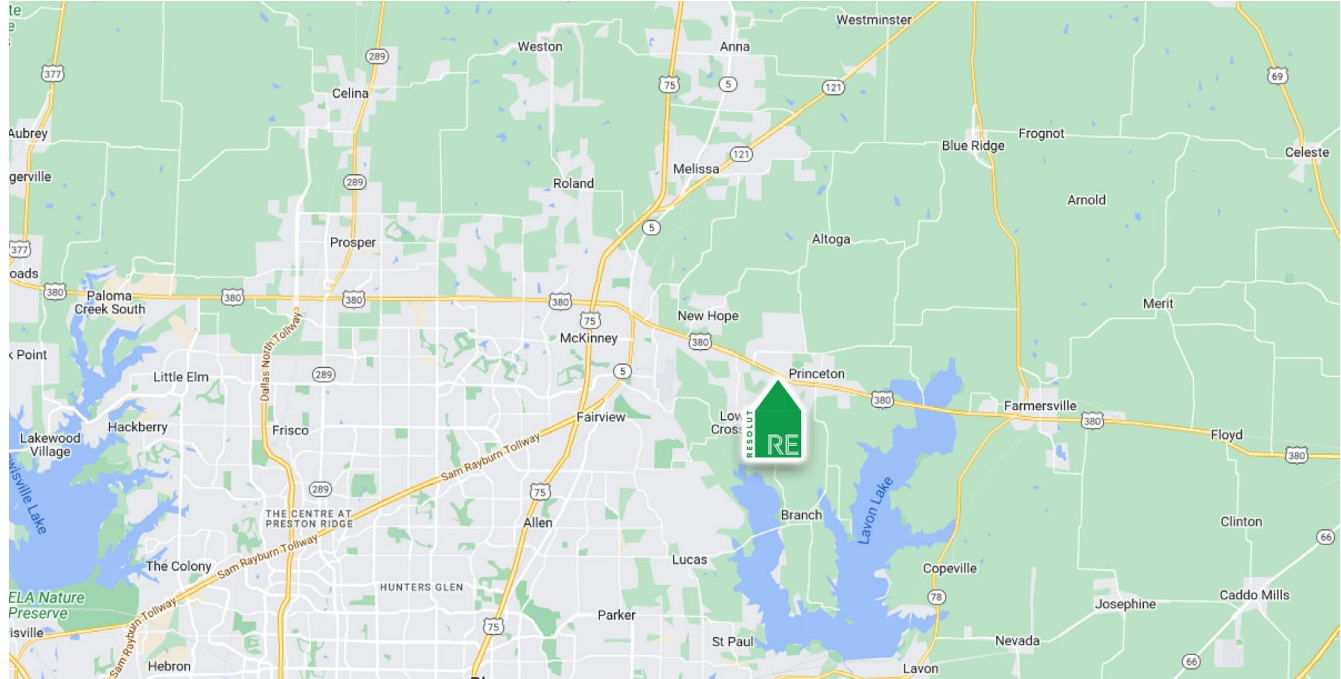 Westminster
Weston
Anna
377
289
75
5
121
69
Celina
Aubrey
Frognot
Blue Ridge
Celeste
121
Melissa
gerville
289
Roland
Arnold
5
Prosper
Altoga
377
oads
380
Paloma
Creek South
380
380
380
Merit
75
New Hope
McKinney
380
k Point
Dallas North Tollway
Little Elm
289
5
Princeton
380
Farmersville
380
Fairview
Hackberry
Frisco
Low
Cross
RESOLUT
RE
Lakewood
Village
Floyd
380
Sam Rayburn Tollway
wisville Lake
289
75
THE CENTRE AT
PRESTON RIDGE
Allen
Branch
Lavon Lake
Clinton
66
Lucas
The Colony
Sam Rayburn Tollway
Copeville
HUNTERS GLEN
78
Josephine
Caddo Mills
ELA Nature
Preserve
Parker
75
Sam Rayburn Tollway
isville
St Paul
Nevada
66
Hebron
Lavon